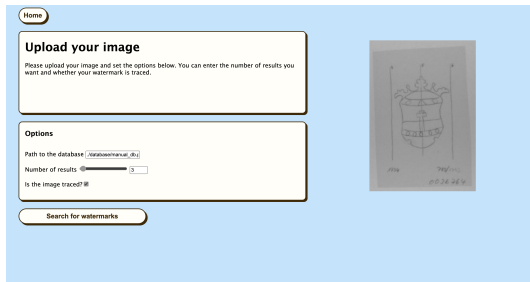 Home
Upload your image
Please upload your image and set the options below. You can enter the number of results you
want and whether your watermark is traced.
Options
Path to the database ./database/manual_db.p
Number of results 3
Is the image traced?
Search for watermarks